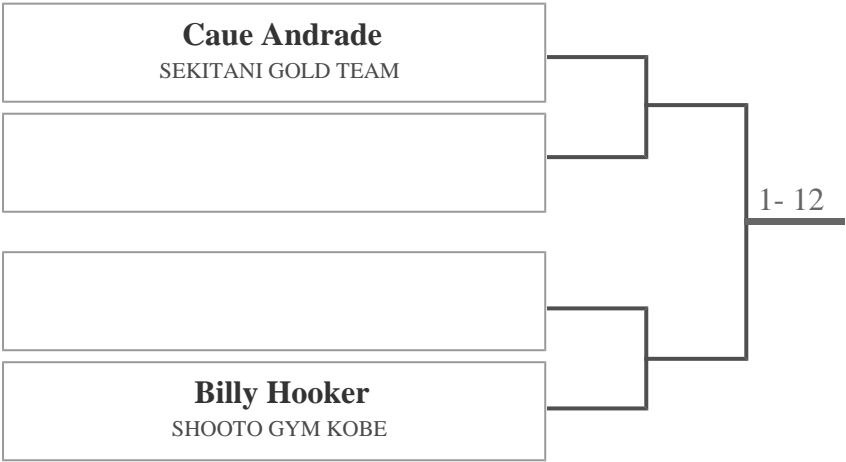 Caue Andrade
SEKITANI GOLD TEAM
1- 12
Billy Hooker
SHOOTO GYM KOBE